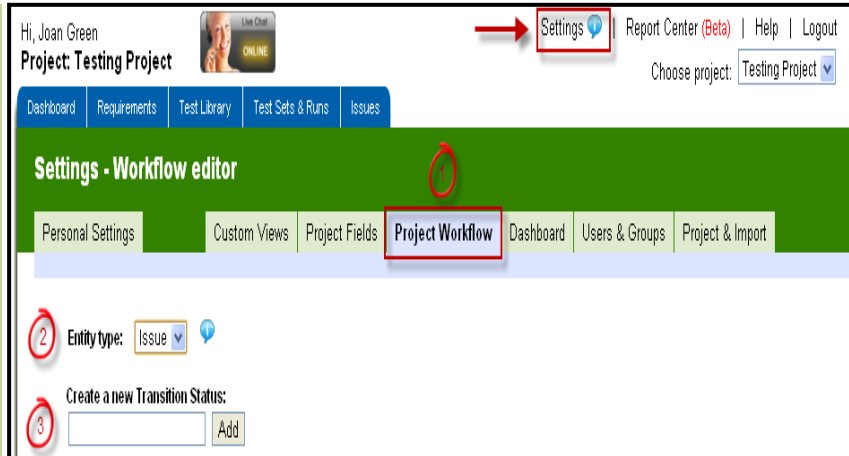 Hi, Joan Green
Project: Testing Project
Live Chat
ONLINE
Settings | Report Center (Beta) | Help | Logout
Choose project: Testing Project
Dashboard Requirements Test Library Test Sets & Runs Issues
Settings - Workflow editor
1
Personal Settings Custom Views Project Fields Project Workflow Dashboard Users & Groups Project & Import
2 Entity type: Issue
Create a new Transition Status:
3 Add